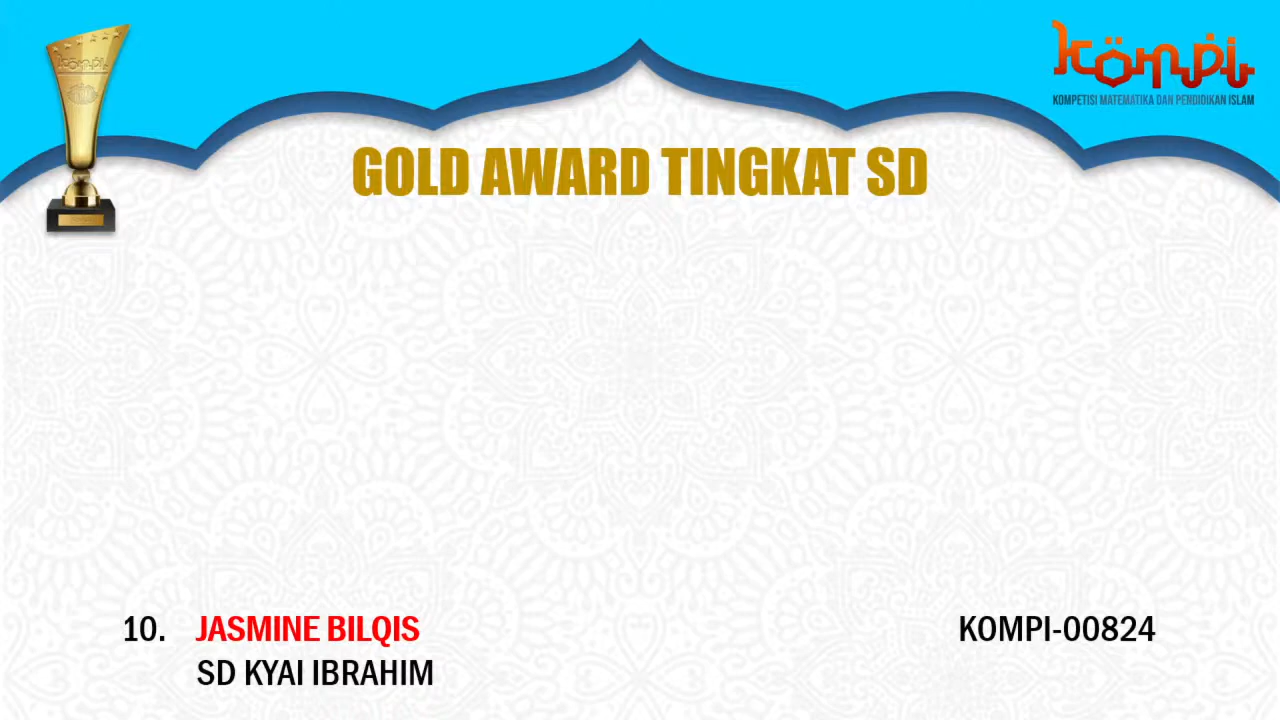 kompi
KOMPETISI MATEMATIKA DAN PENDIDIKAN ISLAM
GOLD AWARD TINGKAT SD
10. JASMINE BILQIS KOMPI-00824
SD KYAI IBRAHIM